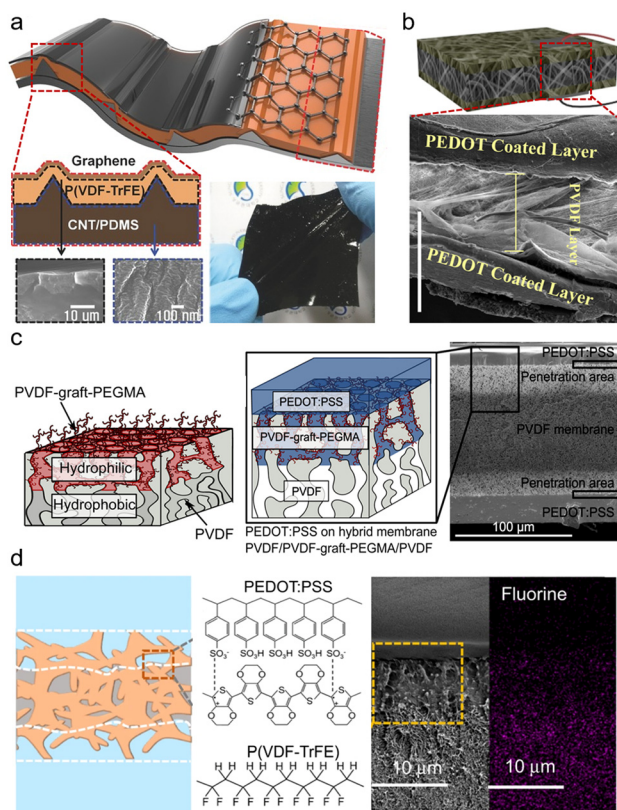 a
Graphene
P(VDF-TrFE)
CNT/PDMS
10 um
100 nm
b
PEDOT Coated Layer
PVDF Layer
PEDOT Coated Layer
c
PVDF-graft-PEGMA
Hydrophilic
Hydrophobic
PVDF
PEDOT:PSS
PVDF-graft-PEGMA
PVDF
PEDOT:PSS on hybrid membrane
PVDF/PVDF-graft-PEGMA/PVDF
PEDOT:PSS
Penetration area
PVDF membrane
Penetration area
PEDOT:PSS
100 µm
d
PEDOT:PSS
SO₃⁻ SO₃H SO₃H SO₃H SO₃⁻
O O O O
S S S S S
O O O O O O
P(VDF-TrFE)
H H H H H H H H
F F F F F F F
Fluorine
10 µm
10 µm